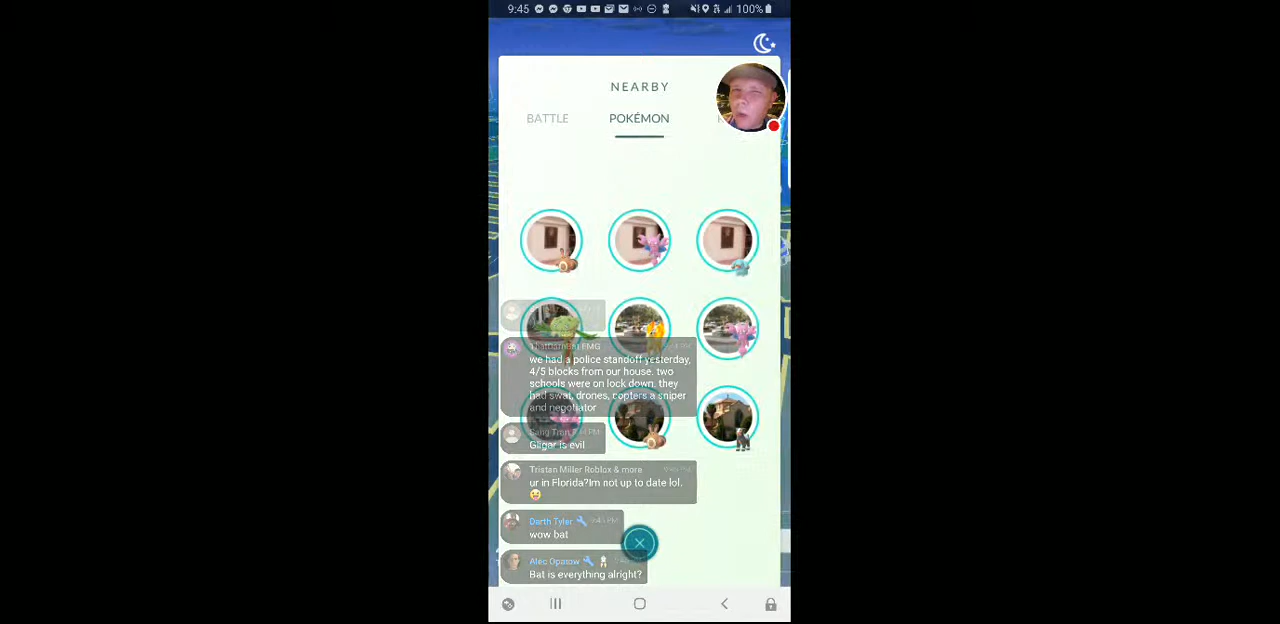 9:45
100%
NEARBY
BATTLE
POKÉMON
we had a police standoff yesterday,
4/5 blocks from our house. two
schools were on lock down. they
had swat, drones, copters a sniper
and negotiator
Gligar is evil
Tristan Miller Roblox & more
ur in Florida?Im not up to date lol.
Darth Tyler
wow bat
Alec Opatow
Bat is everything alright?